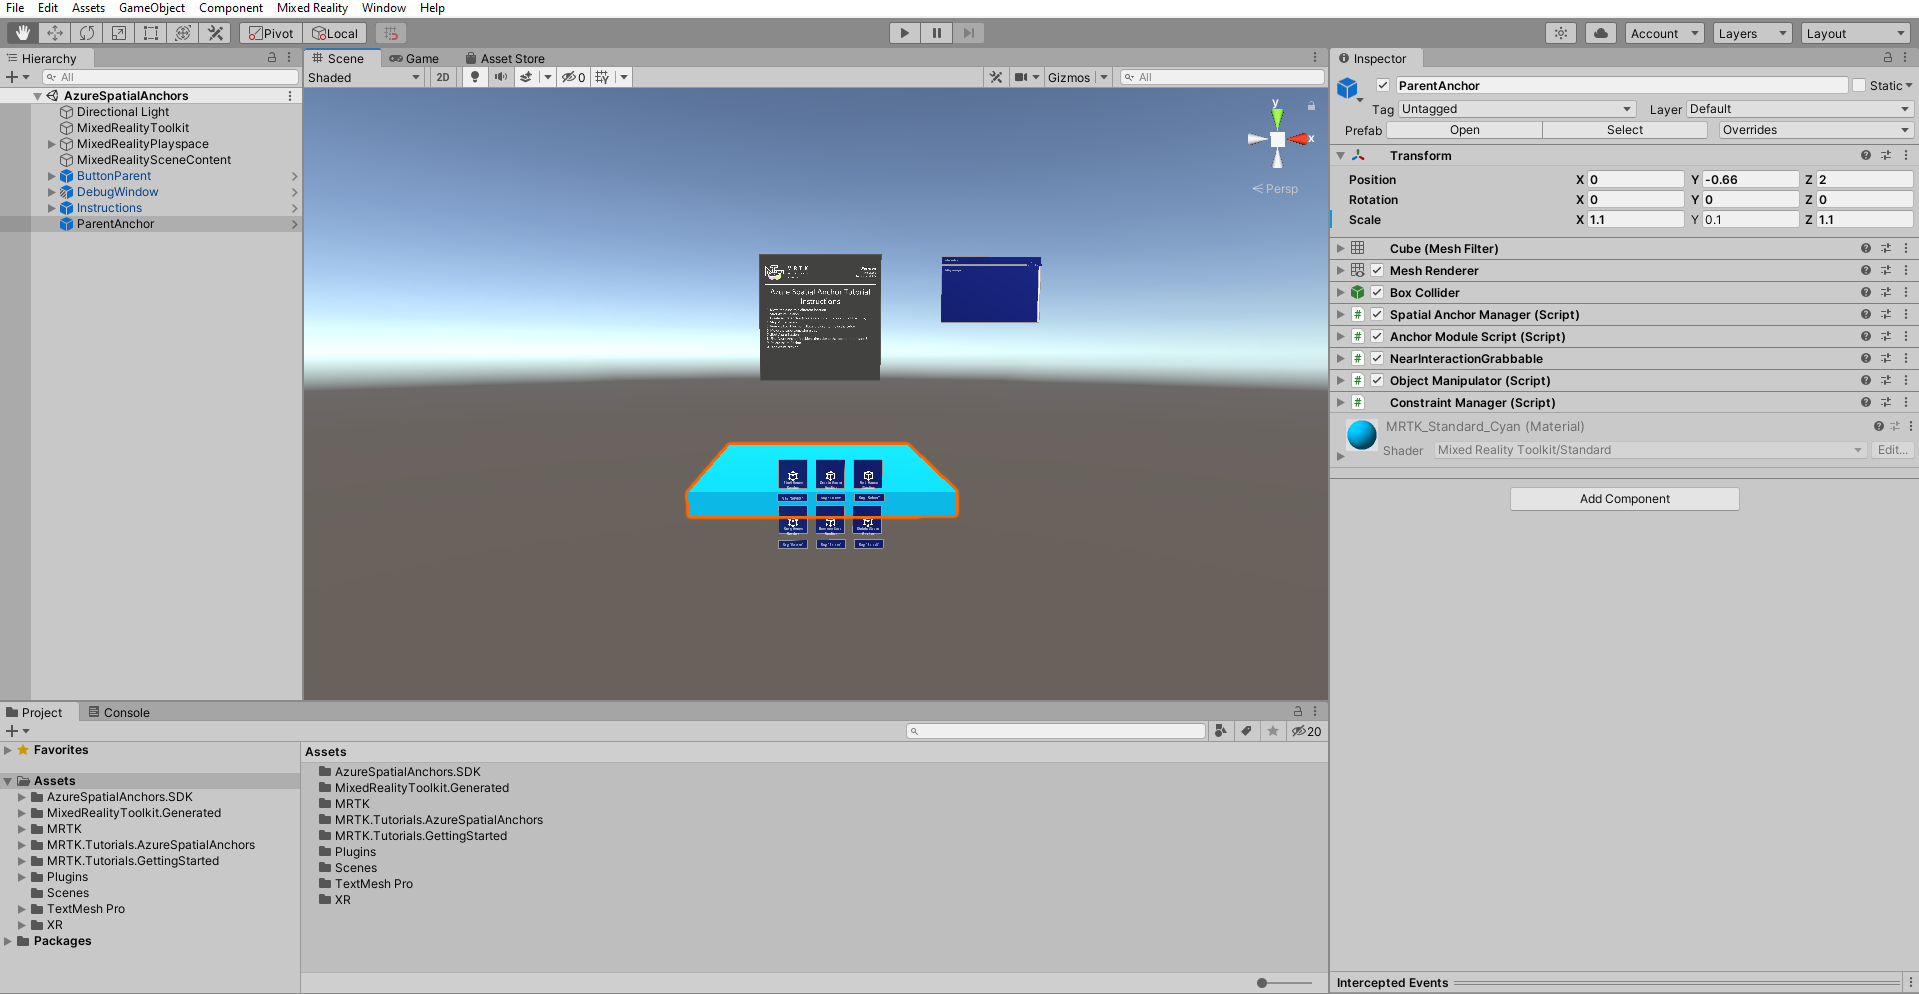 File Edit Assets GameObject Component Mixed Reality Window Help
Pivot Local Account Layers Layout
Hierarchy
All
AzureSpatialAnchors
Directional Light
MixedRealityToolkit
MixedRealityPlayspace
MixedRealitySceneContent
ButtonParent
DebugWindow
Instructions
ParentAnchor
Scene Game Asset Store
Shaded 2D 0 Gizmos All
y
x
Persp
MRTK
Azure Spatial Anchor Tutorial
Instructions
Inspector
ParentAnchor Static
Tag Untagged Layer Default
Prefab Open Select Overrides
Transform
Position X 0 Y -0.66 Z 2
Rotation X 0 Y 0 Z 0
Scale X 1.1 Y 0.1 Z 1.1
Cube (Mesh Filter)
Mesh Renderer
Box Collider
Spatial Anchor Manager (Script)
Anchor Module Script (Script)
NearInteractionGrabbable
Object Manipulator (Script)
Constraint Manager (Script)
MRTK_Standard_Cyan (Material)
Shader Mixed Reality Toolkit/Standard Edit...
Add Component
Intercepted Events
Project Console
20
Favorites
Assets
AzureSpatialAnchors.SDK
MixedRealityToolkit.Generated
MRTK
MRTK.Tutorials.AzureSpatialAnchors
MRTK.Tutorials.GettingStarted
Plugins
Scenes
TextMesh Pro
XR
Packages
Assets
AzureSpatialAnchors.SDK
MixedRealityToolkit.Generated
MRTK
MRTK.Tutorials.AzureSpatialAnchors
MRTK.Tutorials.GettingStarted
Plugins
Scenes
TextMesh Pro
XR